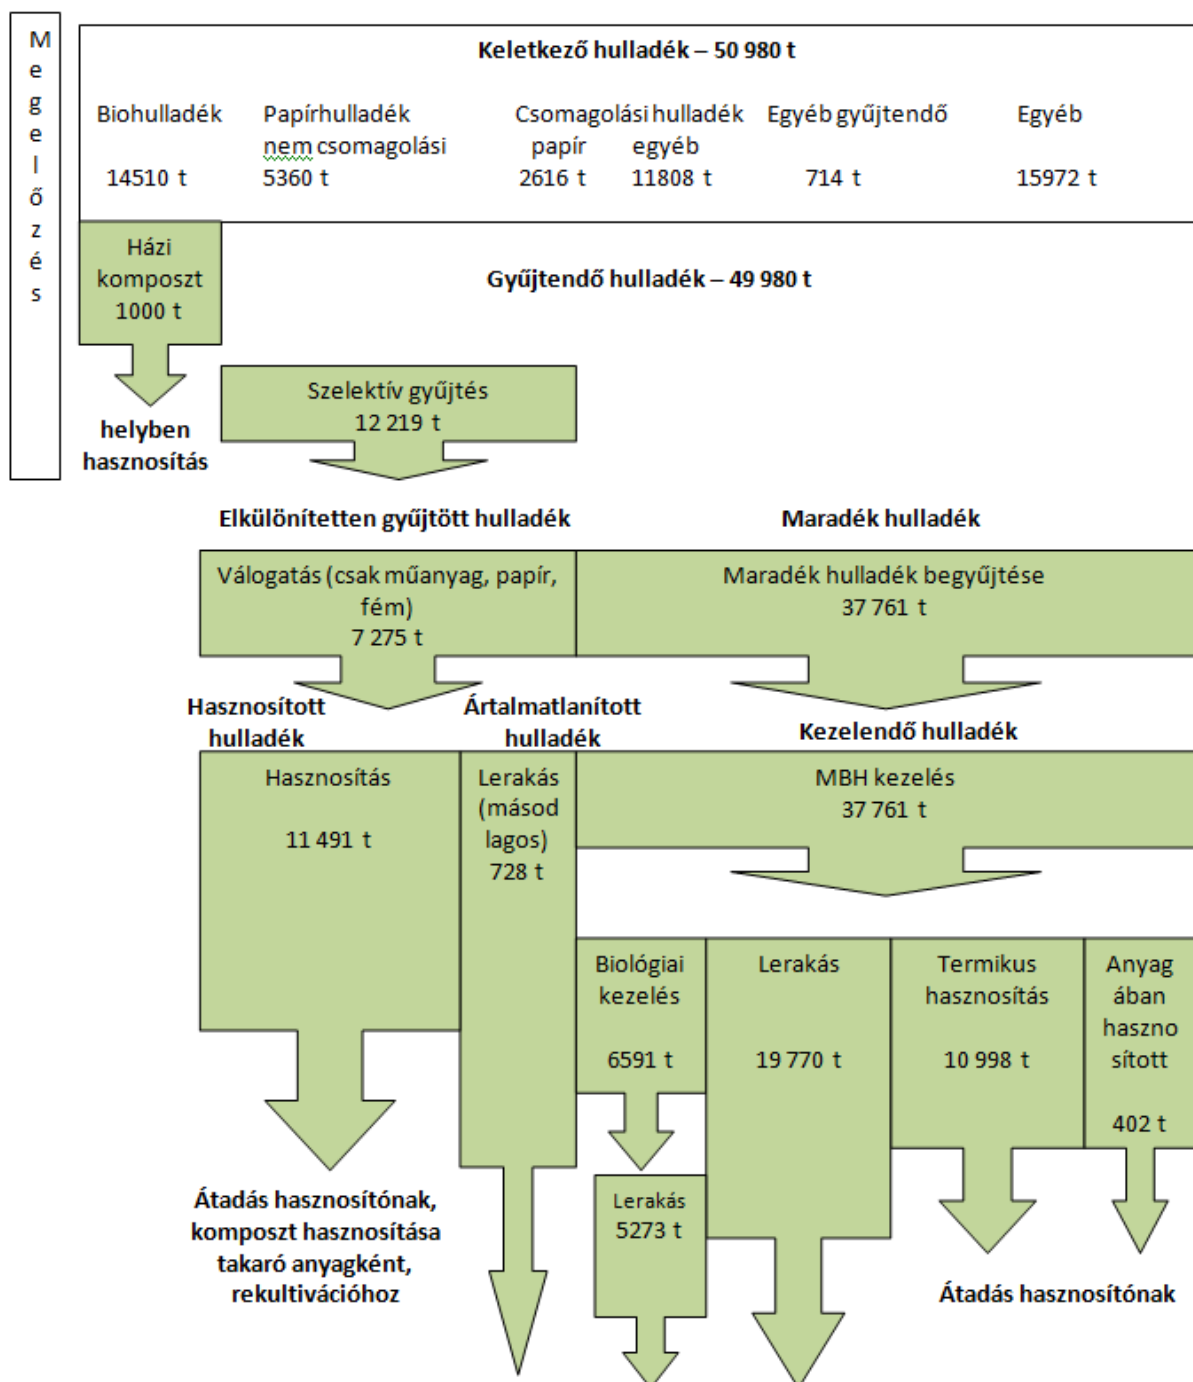 M
e
g
e
l
ő
z
é
s
Keletkező hulladék – 50 980 t
Biohulladék
14510 t
Papírhulladék
nem csomagolási
5360 t
Csomagolási hulladék
papír egyéb
2616 t 11808 t
Egyéb gyűjtendő
714 t
Egyéb
15972 t
Házi
komposzt
1000 t
Gyűjtendő hulladék – 49 980 t
helyben
hasznosítás
Szelektív gyűjtés
12 219 t
Elkülönítetten gyűjtött hulladék
Maradék hulladék
Válogatás (csak műanyag, papír,
fém)
7 275 t
Maradék hulladék begyűjtése
37 761 t
Hasznosított
hulladék
Ártalmatlanított
hulladék
Kezelendő hulladék
Hasznosítás
11 491 t
Lerakás
(másod
lagos)
728 t
MBH kezelés
37 761 t
Biológiai
kezelés
6591 t
Lerakás
19 770 t
Termikus
hasznosítás
10 998 t
Anyag
ában
haszno
sított
402 t
Átadás hasznosítónak,
komposzt hasznosítása
takaró anyagként,
rekultivációhoz
Lerakás
5273 t
Átadás hasznosítónak